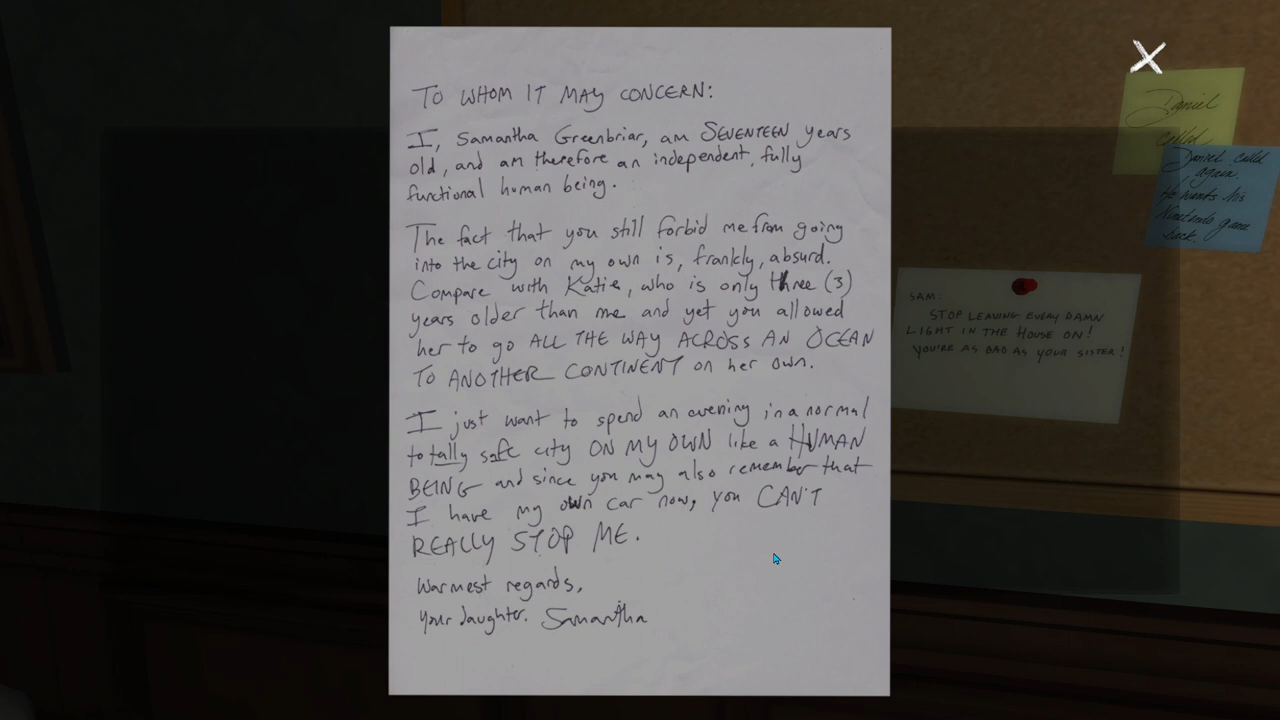 TO WHOM IT MAY CONCERN:
I, Samantha Greenbriar, am SEVENTEEN years
old, and am therefore an independent, fully
functional human being.
The fact that you still forbid me from going
into the city on my own is, frankly, absurd.
Compare with Katie, who is only three (3)
years older than me and yet you allowed
her to go ALL THE WAY ACROSS AN OCEAN
TO ANOTHER CONTINENT on her own.
I just want to spend an evening in a normal
totally safe city ON MY OWN like a HUMAN
BEING and since you may also remember that
I have my own car now, you CAN'T
REALLY STOP ME.
Warmest regards,
Your daughter. Samantha
Daniel
called
Daniel called
again.
He wants his
Nintendo game
back.
SAM:
STOP LEAVING EVERY DAMN
LIGHT IN THE HOUSE ON!
YOU'RE AS BAD AS YOUR SISTER!